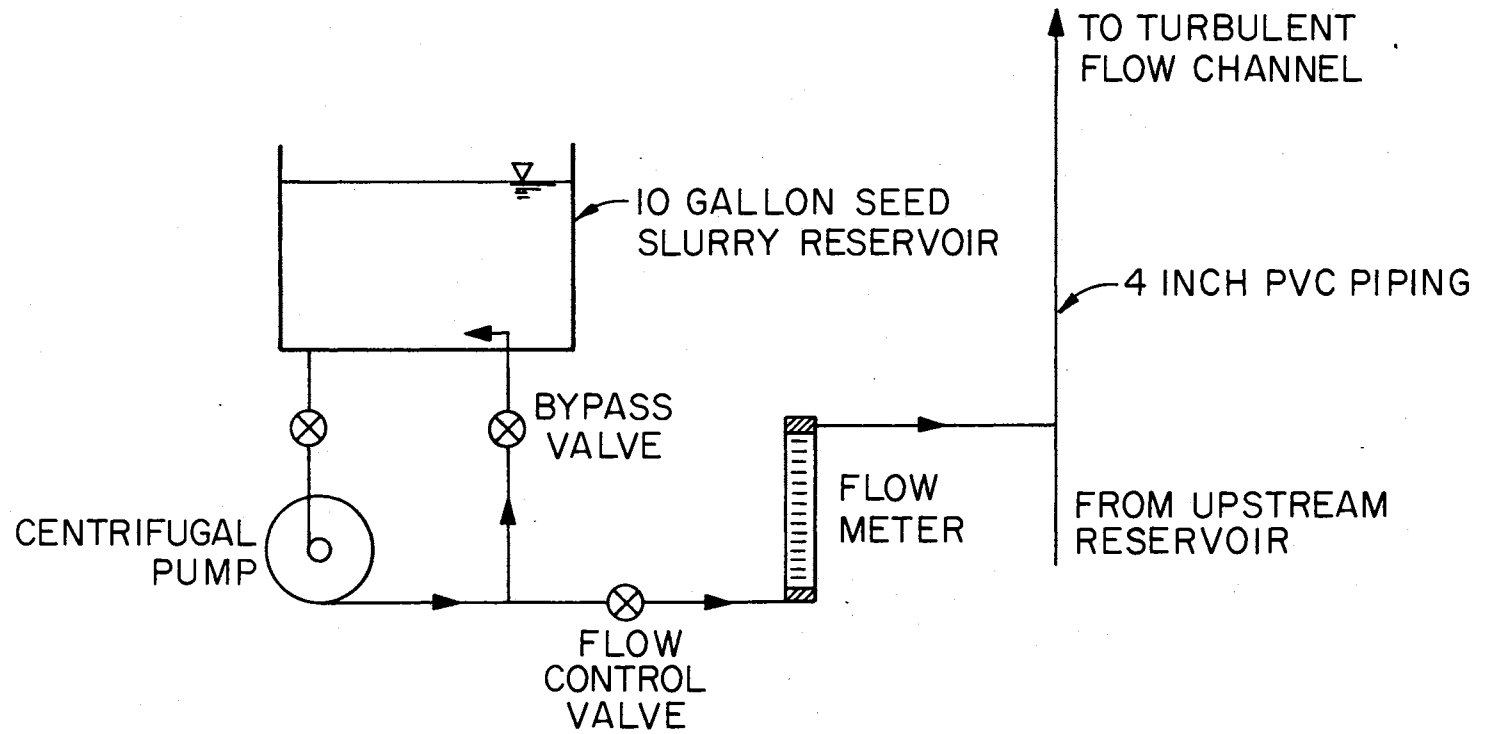 TO TURBULENT
FLOW CHANNEL
10 GALLON SEED
SLURRY RESERVOIR
4 INCH PVC PIPING
BYPASS
VALVE
FLOW
METER
FROM UPSTREAM
RESERVOIR
CENTRIFUGAL
PUMP
FLOW
CONTROL
VALVE